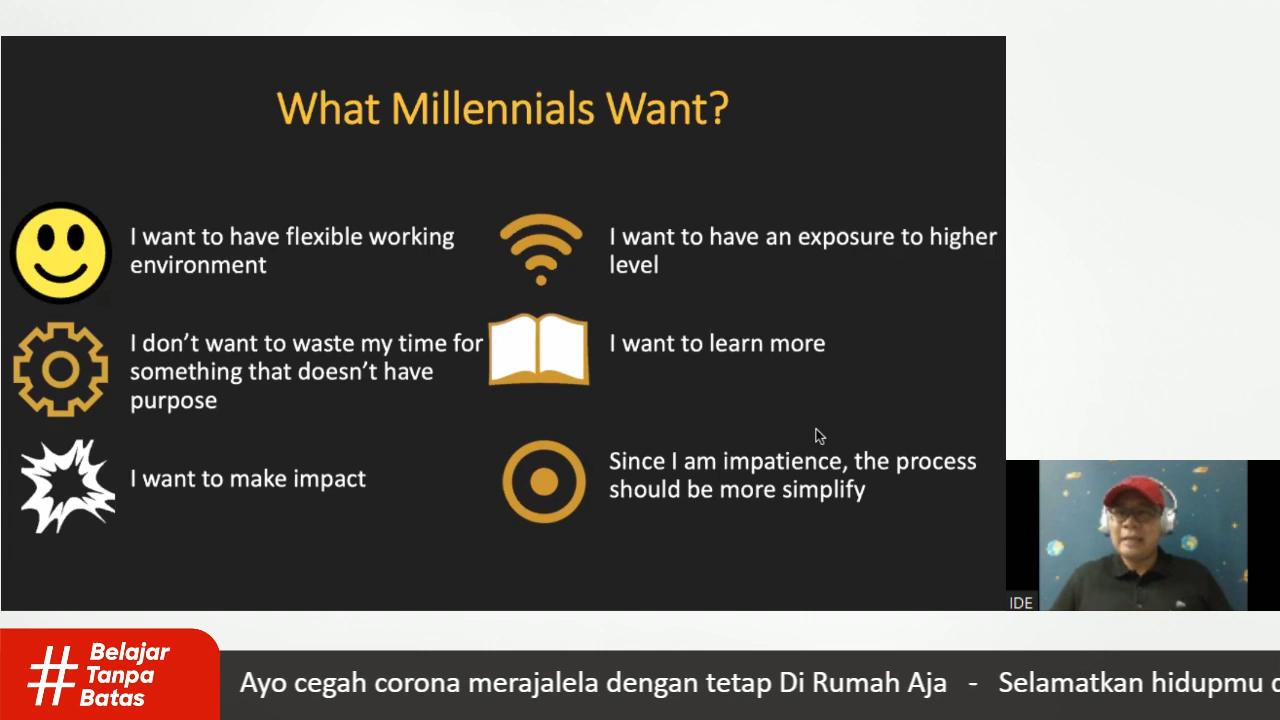 What Millennials Want?
I want to have flexible working
environment
I don’t want to waste my time for
something that doesn’t have
purpose
I want to make impact
I want to have an exposure to higher
level
I want to learn more
Since I am impatience, the process
should be more simplify
IDE
# Belajar
Tanpa
Batas
Ayo cegah corona merajalela dengan tetap Di Rumah Aja - Selamatkan hidupmu